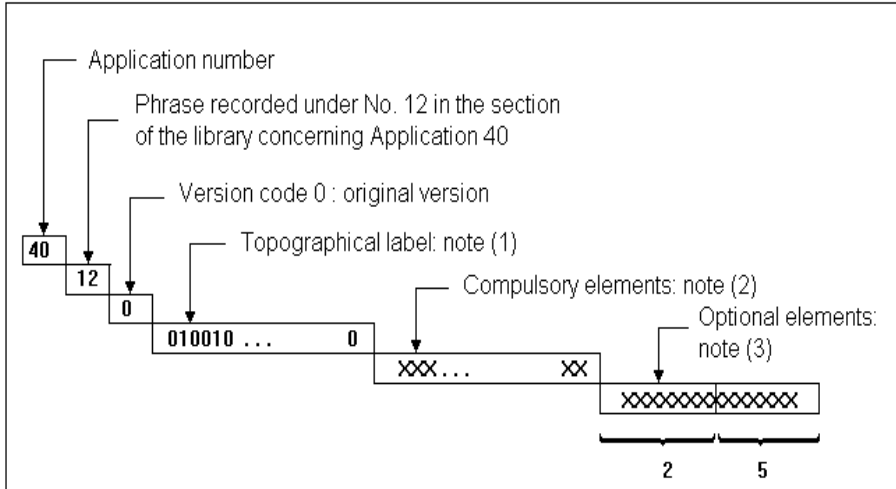 Application number
Phrase recorded under No. 12 in the section
of the library concerning Application 40
Version code 0 : original version
40
Topographical label: note (1)
12
Compulsory elements: note (2)
0
Optional elements:
note (3)
010010 ... 0
XXX ... XX
XXXXXXXXXXXXXXX
2 5